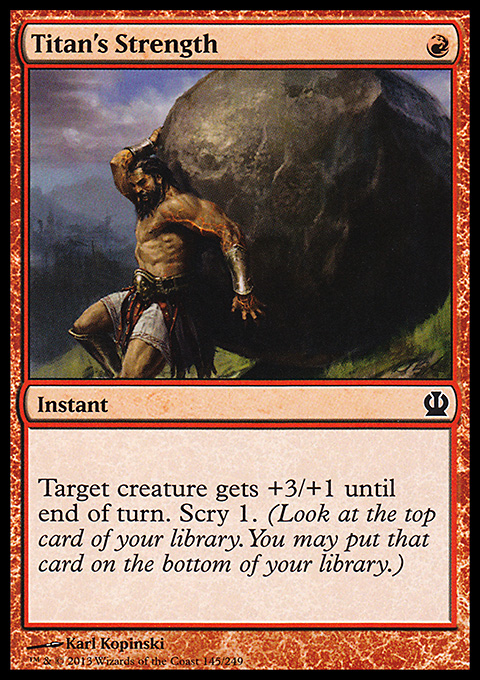 Titan's Strength
Instant
Target creature gets +3/+1 until
end of turn. Scry 1. (Look at the top
card of your library. You may put that
card on the bottom of your library.)
Karl Kopinski
™ & © 2013 Wizards of the Coast 145/249